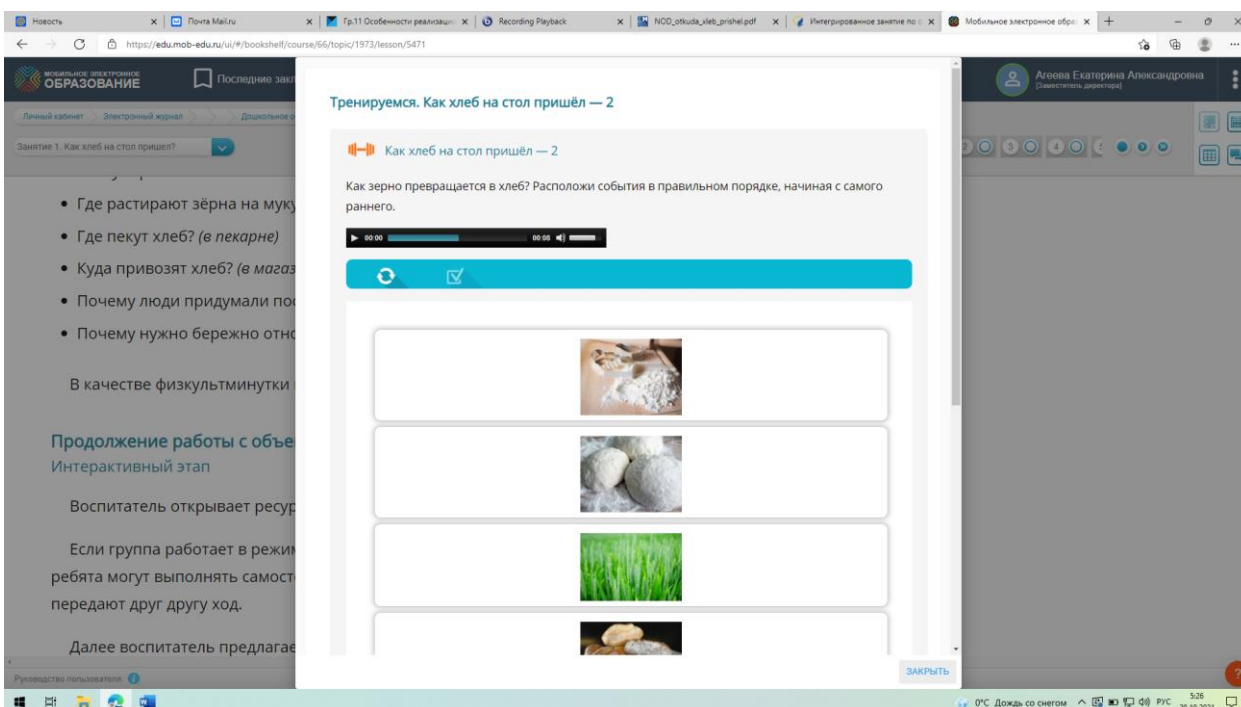 Новость
Почта Mail.ru
Гр.11 Особенности реализаци
Recording Playback
NOD_otkuda_xleb_prishel.pdf
Интегрированное занятие по
Мобильное электронное обра
https://edu.mob-edu.ru/ui/#/bookshelf/course/66/topic/1973/lesson/5471
МОБИЛЬНОЕ ЭЛЕКТРОННОЕ
ОБРАЗОВАНИЕ
Последние закл
Агеева Екатерина Александровна
(Заместитель директора)
Личный кабинет
Электронный журнал
Дошкольное о
Занятие 1. Как хлеб на стол пришел?
2
3
4
Тренируемся. Как хлеб на стол пришёл — 2
Как хлеб на стол пришёл — 2
Как зерно превращается в хлеб? Расположи события в правильном порядке, начиная с самого
раннего.
00:00
00:08
• Где растирают зёрна на муку
• Где пекут хлеб? (в пекарне)
• Куда привозят хлеб? (в магаз
• Почему люди придумали пос
• Почему нужно бережно отно
В качестве физкультминутки
Продолжение работы с объе
Интерактивный этап
Воспитатель открывает ресур
Если группа работает в режим
ребята могут выполнять самост
передают друг другу ход.
Далее воспитатель предлагае
ЗАКРЫТЬ
Руководство пользователя
?
0°C Дождь со снегом
РУС
5:26